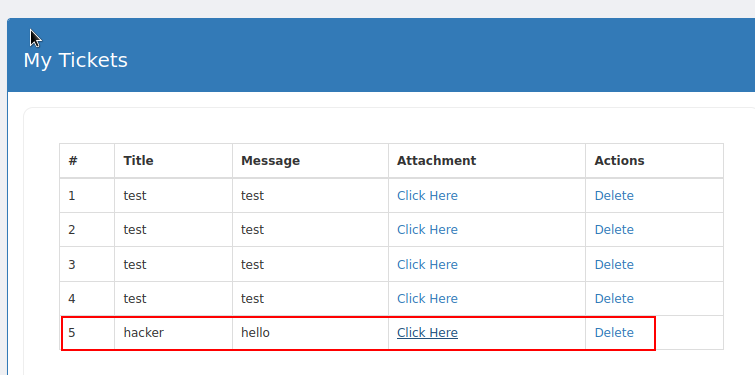 My Tickets
# Title Message Attachment Actions
1 test test Click Here Delete
2 test test Click Here Delete
3 test test Click Here Delete
4 test test Click Here Delete
5 hacker hello Click Here Delete